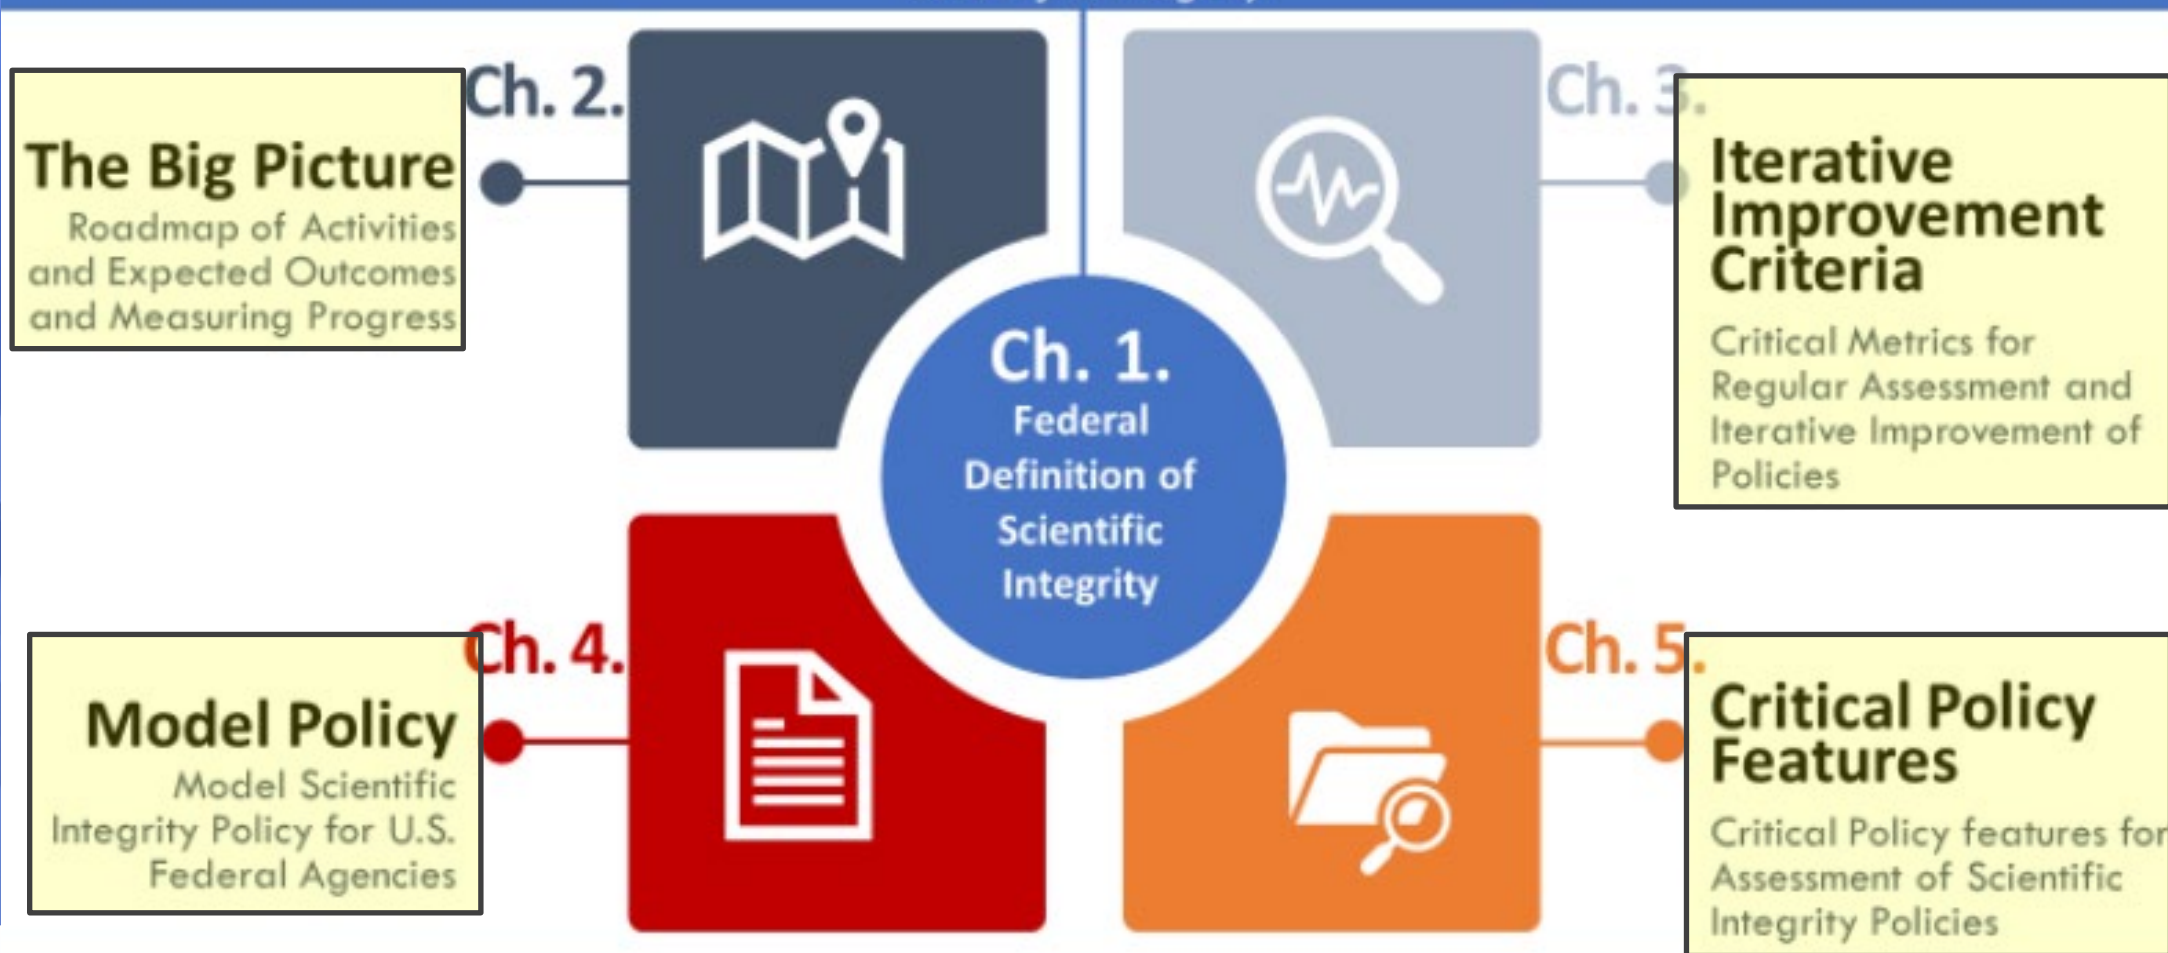 Ch. 2.
The Big Picture
Roadmap of Activities
and Expected Outcomes
and Measuring Progress
Ch. 3.
Iterative
Improvement
Criteria
Critical Metrics for
Regular Assessment and
Iterative Improvement of
Policies
Ch. 1.
Federal
Definition of
Scientific
Integrity
Ch. 4.
Model Policy
Model Scientific
Integrity Policy for U.S.
Federal Agencies
Ch. 5.
Critical Policy
Features
Critical Policy features for
Assessment of Scientific
Integrity Policies